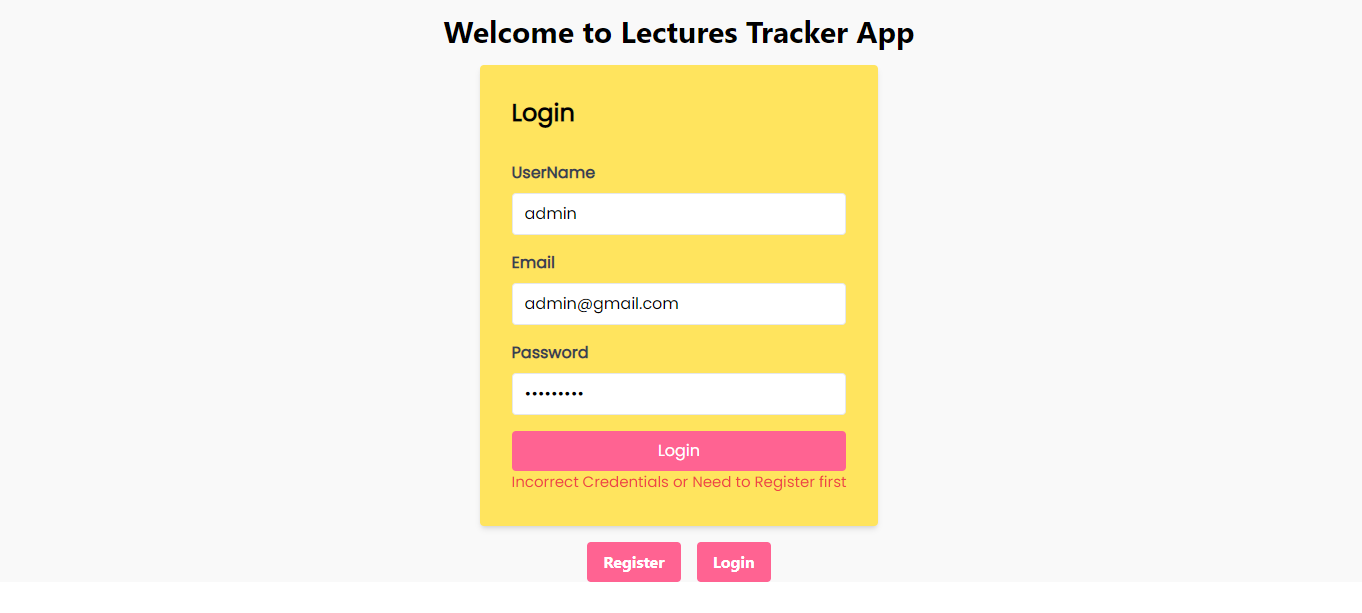 Welcome to Lectures Tracker App
Login
UserName
admin
Email
admin@gmail.com
Password
•••••••••
Login
Incorrect Credentials or Need to Register first
Register Login